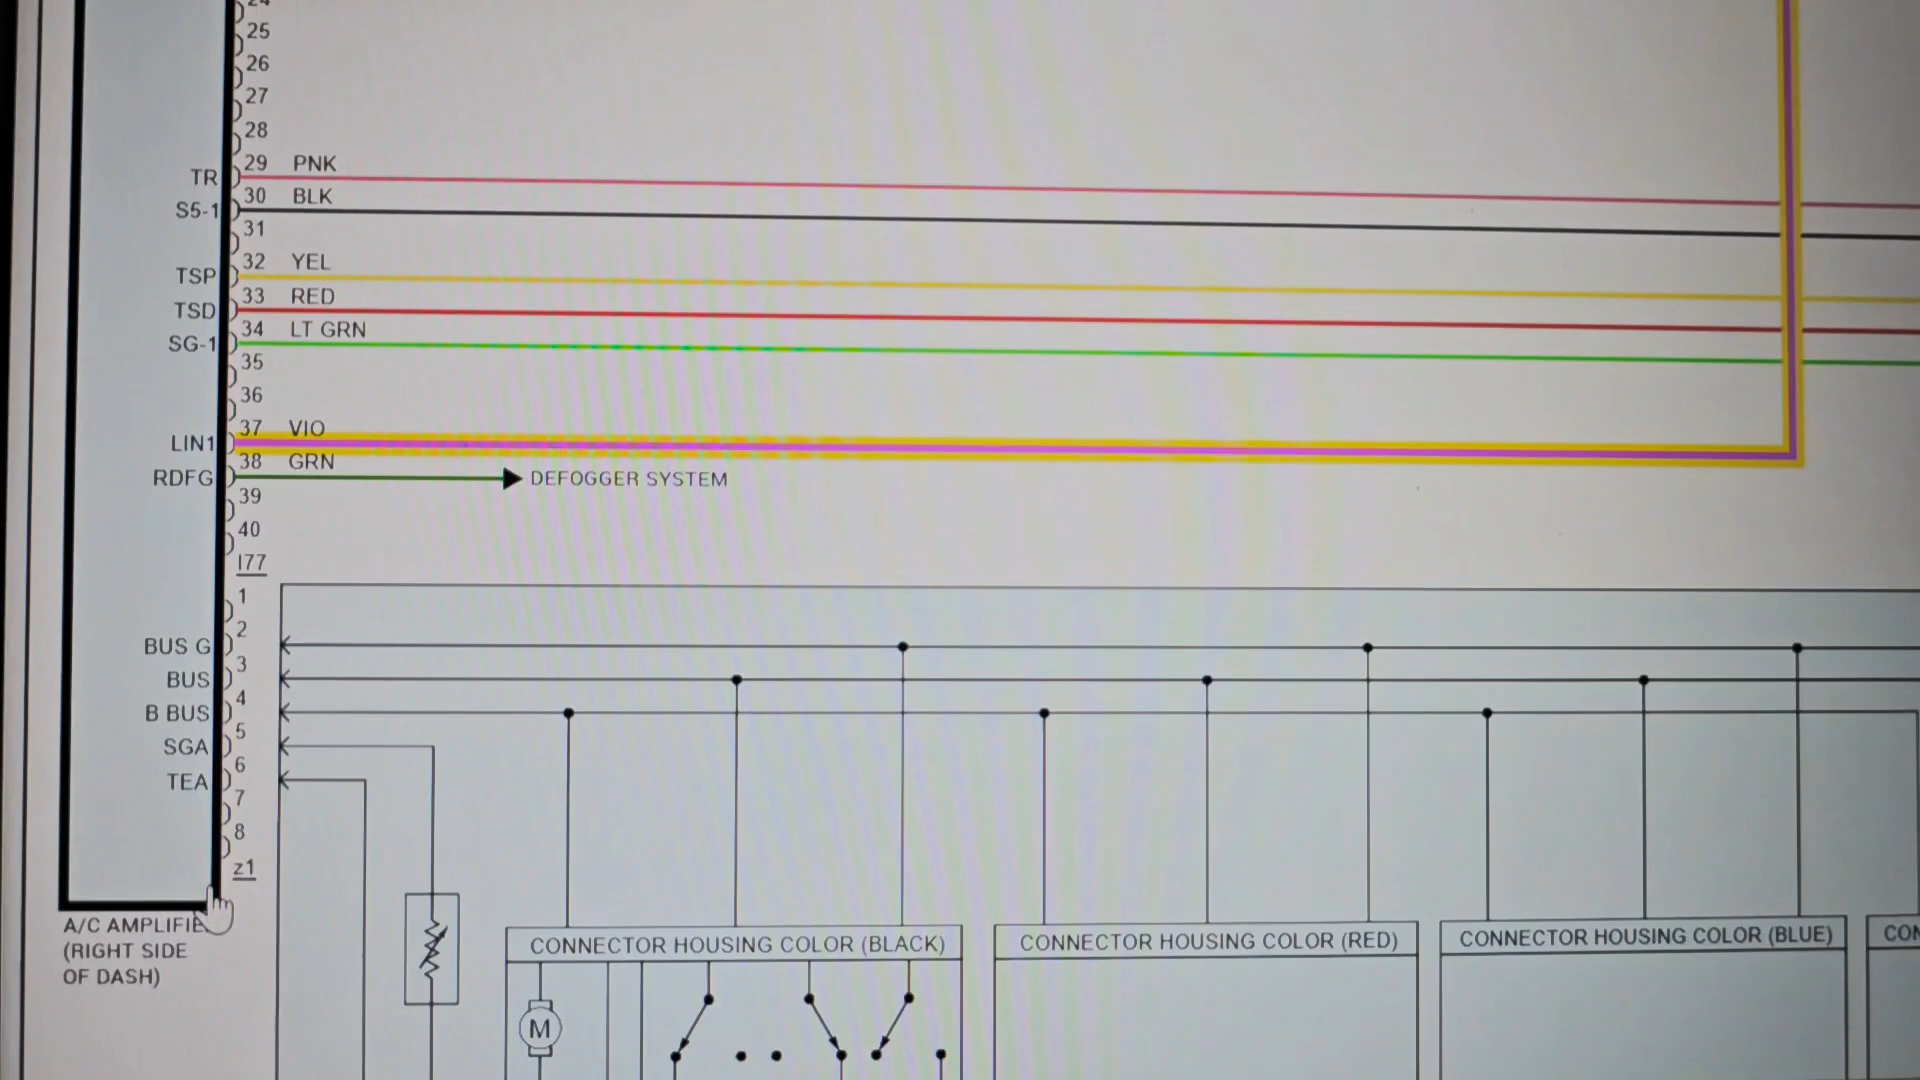 24
25
26
27
28
TR 29 PNK
S5-1 30 BLK
31
TSP 32 YEL
TSD 33 RED
SG-1 34 LT GRN
35
36
LIN1 37 VIO
RDFG 38 GRN DEFOGGER SYSTEM
39
40
I77
1
BUS G 2
BUS 3
B BUS 4
SGA 5
TEA 6
7
8
z1
A/C AMPLIFIE
(RIGHT SIDE
OF DASH)
CONNECTOR HOUSING COLOR (BLACK)
CONNECTOR HOUSING COLOR (RED)
CONNECTOR HOUSING COLOR (BLUE)
CON
M